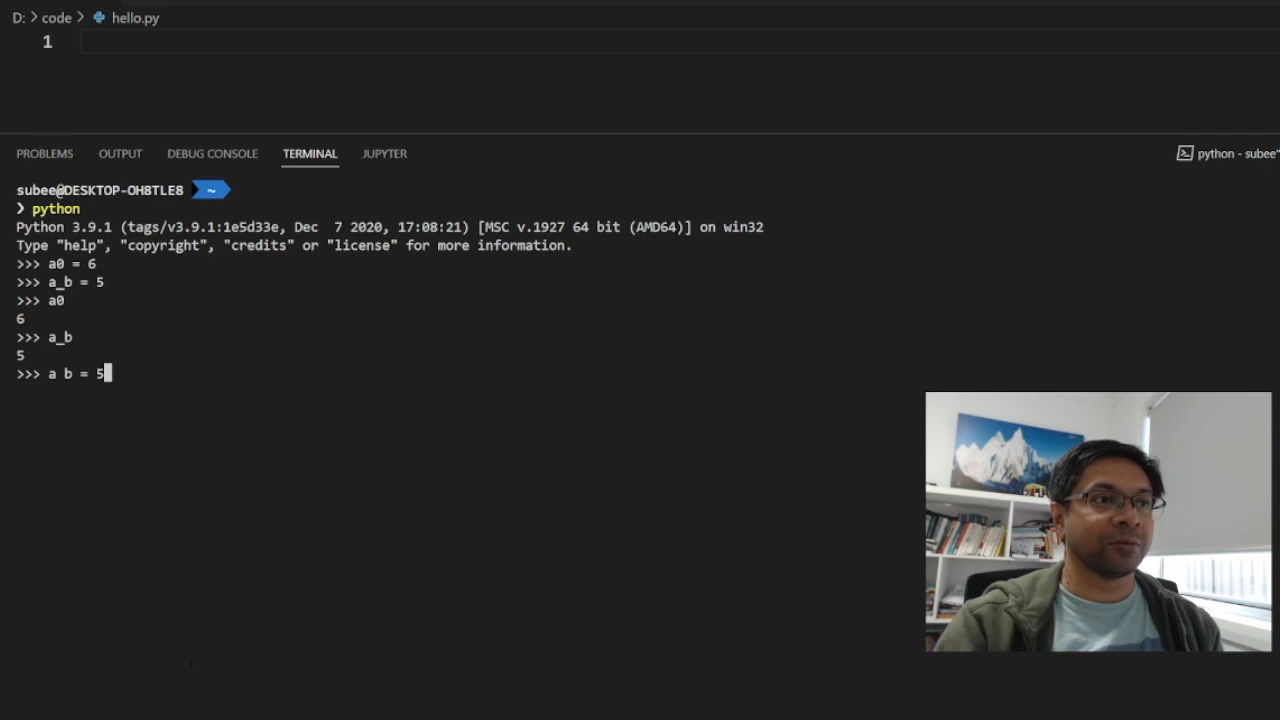 D: > code > hello.py
1
PROBLEMS OUTPUT DEBUG CONSOLE TERMINAL JUPYTER python - subee"
subee@DESKTOP-OH8TLE8 ~
❯ python
Python 3.9.1 (tags/v3.9.1:1e5d33e, Dec  7 2020, 17:08:21) [MSC v.1927 64 bit (AMD64)] on win32
Type "help", "copyright", "credits" or "license" for more information.
>>> a0 = 6
>>> a_b = 5
>>> a0
6
>>> a_b
5
>>> a b = 5